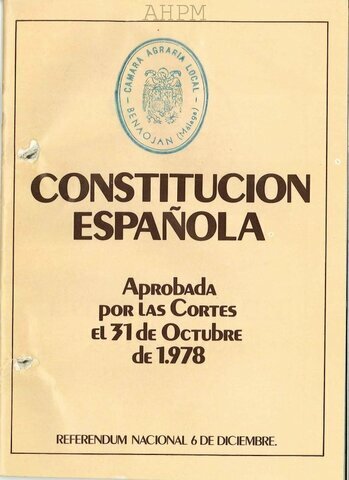 AHPM
CAMARA AGRARIA LOCAL
BENAOJAN (Malaga)
CONSTITUCION
ESPAÑOLA
APROBADA
POR LAS CORTES
EL 31 de OCTUBRE
de 1.978
REFERENDUM NACIONAL 6 DE DICIEMBRE.